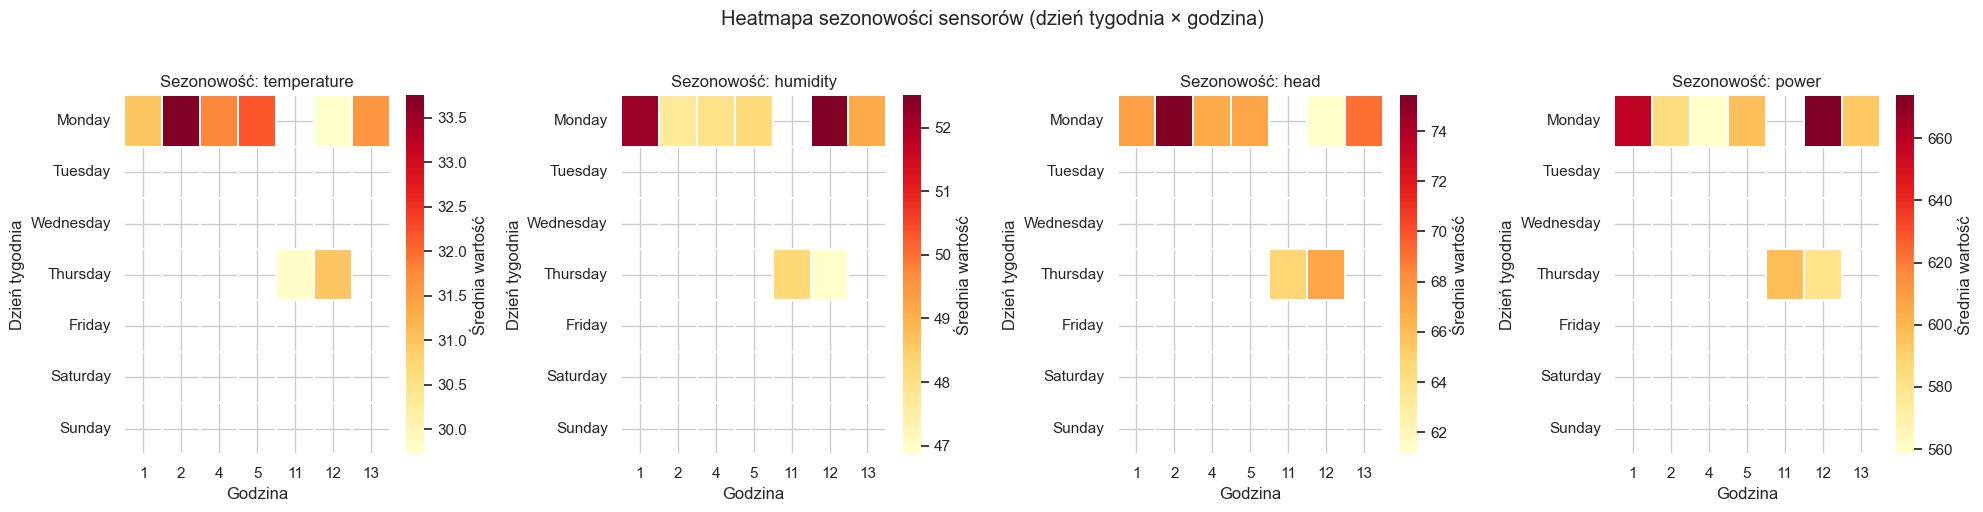 Heatmapa sezonowości sensorów (dzień tygodnia × godzina)
Sezonowość: temperature
Dzień tygodnia
Monday
Tuesday
Wednesday
Thursday
Friday
Saturday
Sunday
1 2 4 5 11 12 13
Godzina
33.5
33.0
32.5
32.0
31.5
31.0
30.5
30.0
Średnia wartość
Sezonowość: humidity
Dzień tygodnia
Monday
Tuesday
Wednesday
Thursday
Friday
Saturday
Sunday
1 2 4 5 11 12 13
Godzina
52
51
50
49
48
47
Średnia wartość
Sezonowość: head
Dzień tygodnia
Monday
Tuesday
Wednesday
Thursday
Friday
Saturday
Sunday
1 2 4 5 11 12 13
Godzina
74
72
70
68
66
64
62
Średnia wartość
Sezonowość: power
Dzień tygodnia
Monday
Tuesday
Wednesday
Thursday
Friday
Saturday
Sunday
1 2 4 5 11 12 13
Godzina
660
640
620
600
580
560
Średnia wartość